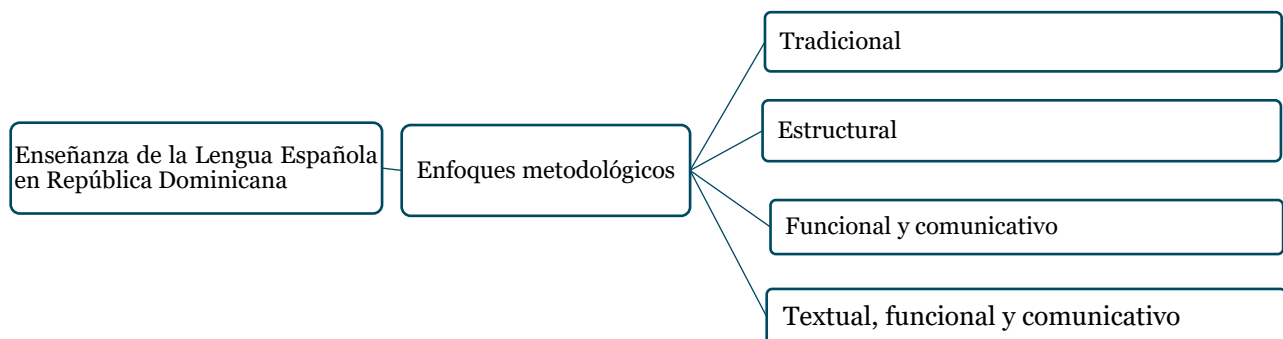 Enseñanza de la Lengua Española
en República Dominicana
Enfoques metodológicos
Tradicional
Estructural
Funcional y comunicativo
Textual, funcional y comunicativo